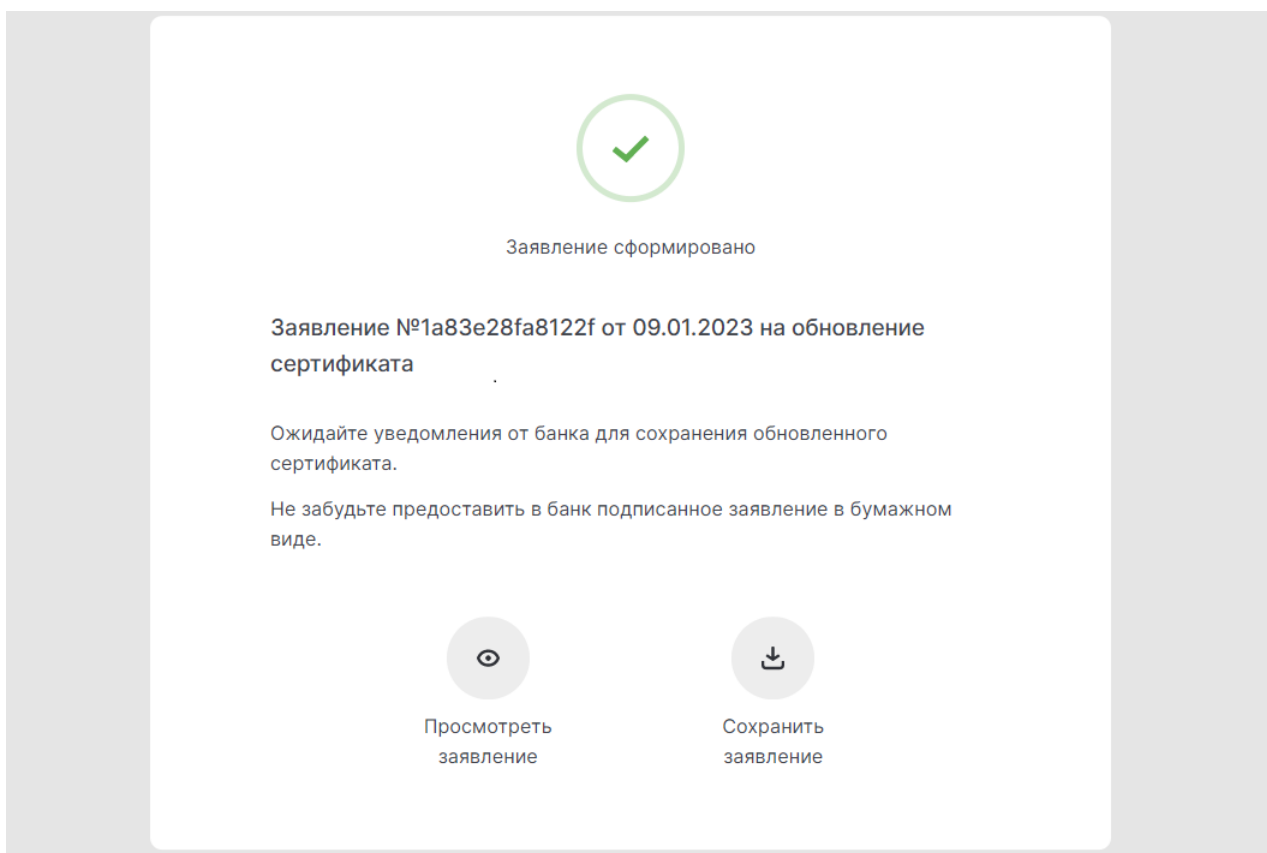 Заявление сформировано
Заявление №1a83e28fa8122f от 09.01.2023 на обновление
сертификата
Ожидайте уведомления от банка для сохранения обновленного
сертификата.
Не забудьте предоставить в банк подписанное заявление в бумажном
виде.
Просмотреть
заявление
Сохранить
заявление